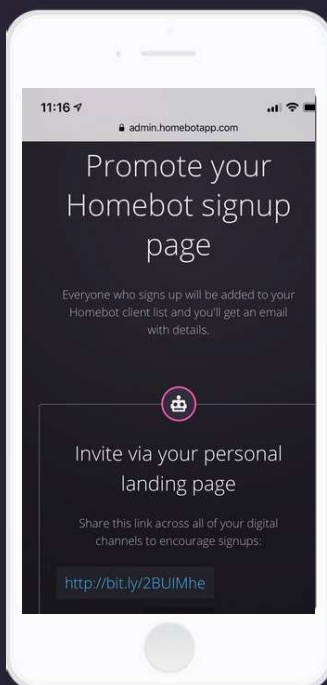 11:16
admin.homebotapp.com
Promote your
Homebot signup
page
Everyone who signs up will be added to your
Homebot client list and you'll get an email
with details.
Invite via your personal
landing page
Share this link across all of your digital
channels to encourage signups:
http://bit.ly/2BUIMhe